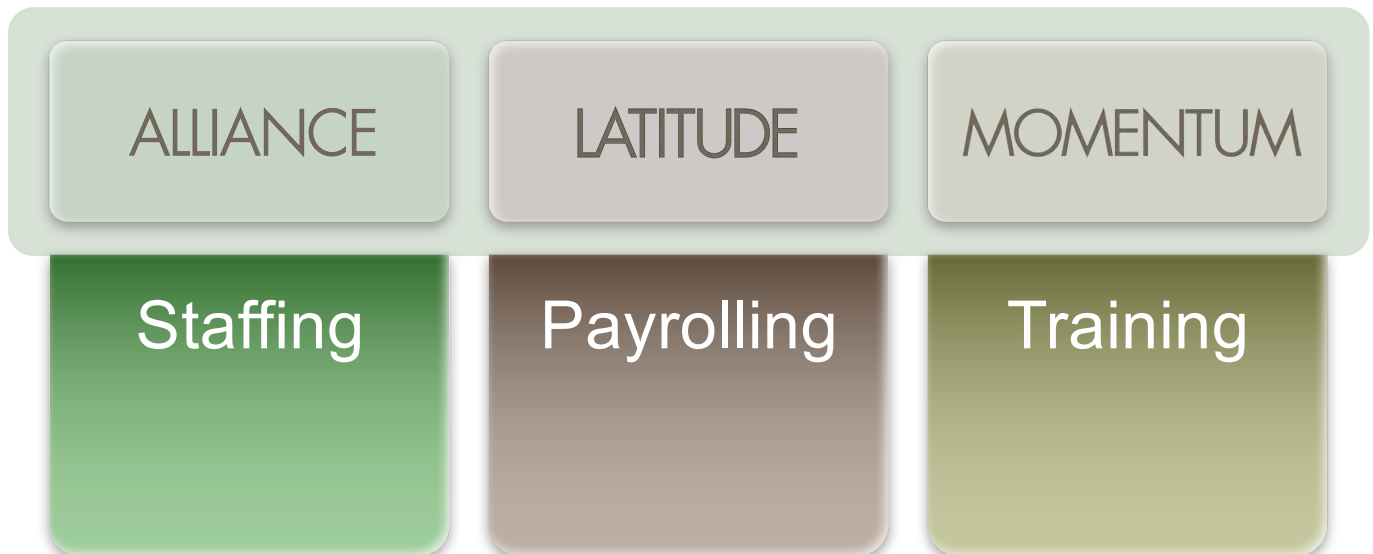 ALLIANCE
LATITUDE
MOMENTUM
Staffing
Payrolling
Training